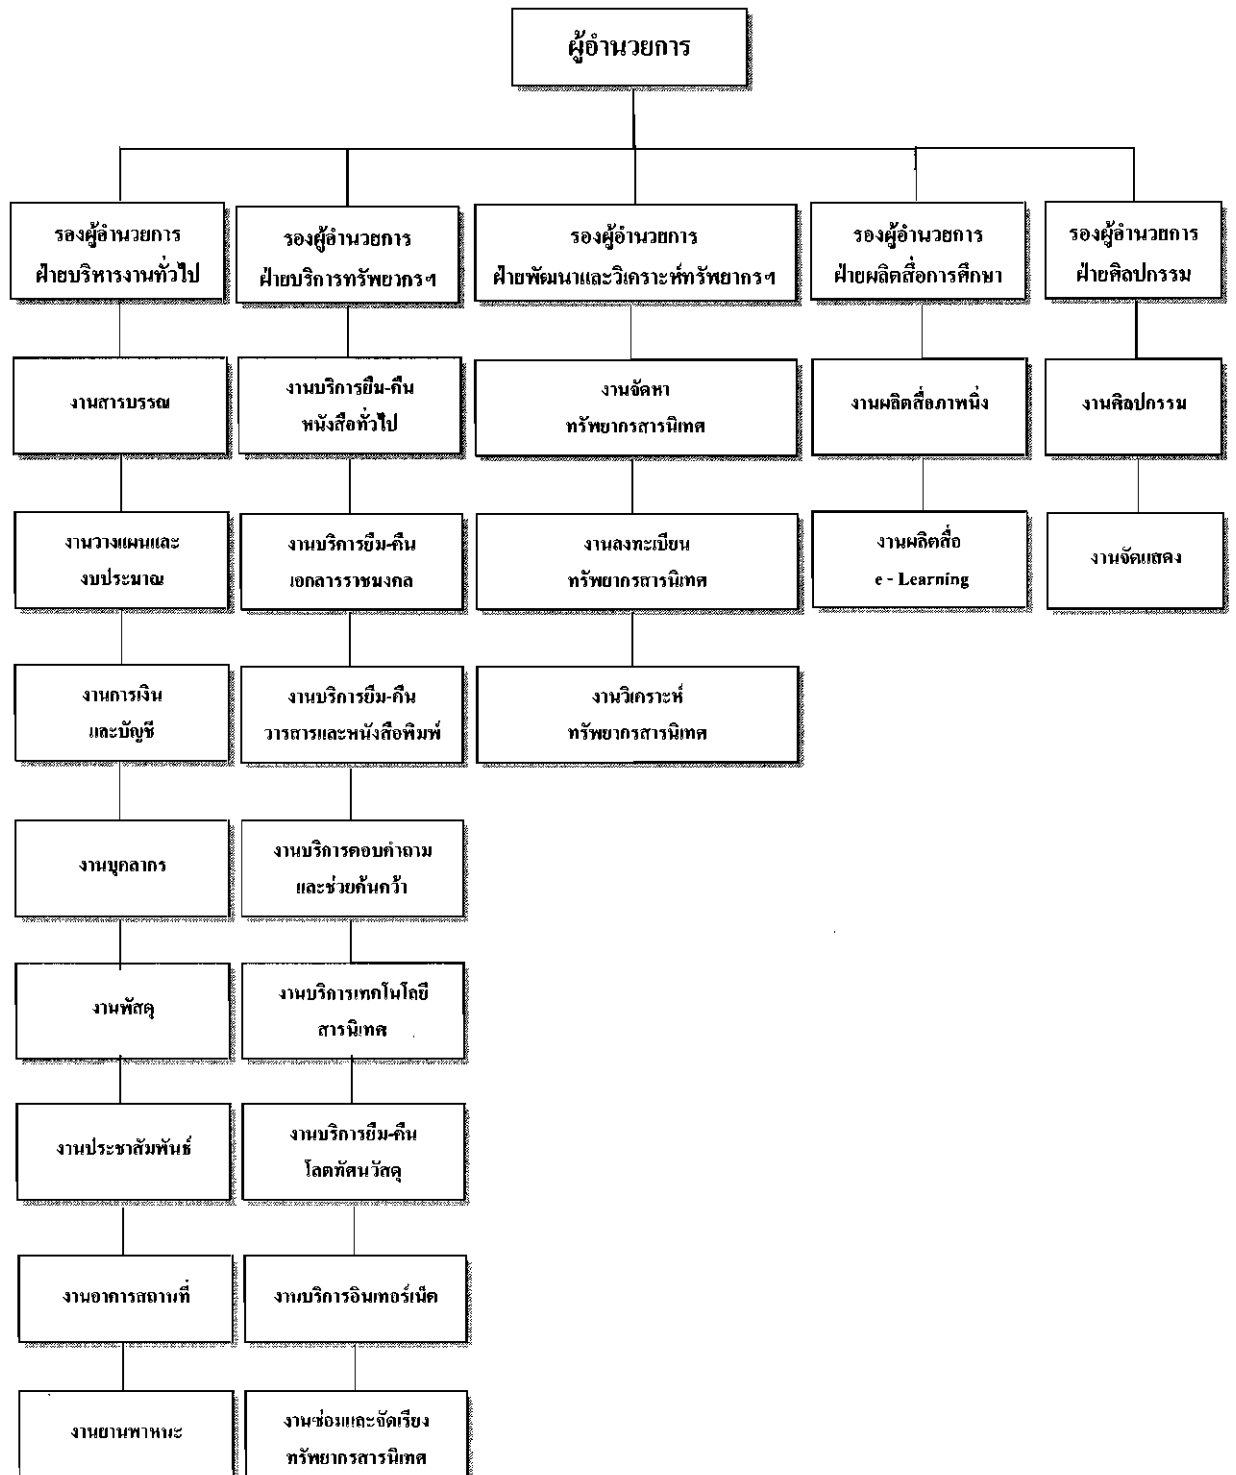 ผู้อำนวยการ
รองผู้อำนวยการ
ฝ่ายบริหารงานทั่วไป
งานสารบรรณ
งานวางแผนและ
งบประมาณ
งานการเงิน
และบัญชี
งานบุคลากร
งานพัสดุ
งานประชาสัมพันธ์
งานอาคารสถานที่
งานยานพาหนะ
รองผู้อำนวยการ
ฝ่ายบริการทรัพยากรฯ
งานบริการยืม-คืน
หนังสือทั่วไป
งานบริการยืม-คืน
เอกสารราชมงคล
งานบริการยืม-คืน
วารสารและหนังสือพิมพ์
งานบริการตอบคำถาม
และช่วยค้นคว้า
งานบริการเทคโนโลยี
สารนิเทศ
งานบริการยืม-คืน
โสตทัศนวัสดุ
งานบริการอินเทอร์เน็ต
งานซ่อมและจัดเรียง
ทรัพยากรสารนิเทศ
รองผู้อำนวยการ
ฝ่ายพัฒนาและวิเคราะห์ทรัพยากรฯ
งานจัดหา
ทรัพยากรสารนิเทศ
งานลงทะเบียน
ทรัพยากรสารนิเทศ
งานวิเคราะห์
ทรัพยากรสารนิเทศ
รองผู้อำนวยการ
ฝ่ายผลิตสื่อการศึกษา
งานผลิตสื่อภาพนิ่ง
งานผลิตสื่อ
e - Learning
รองผู้อำนวยการ
ฝ่ายศิลปกรรม
งานศิลปกรรม
งานจัดแสดง